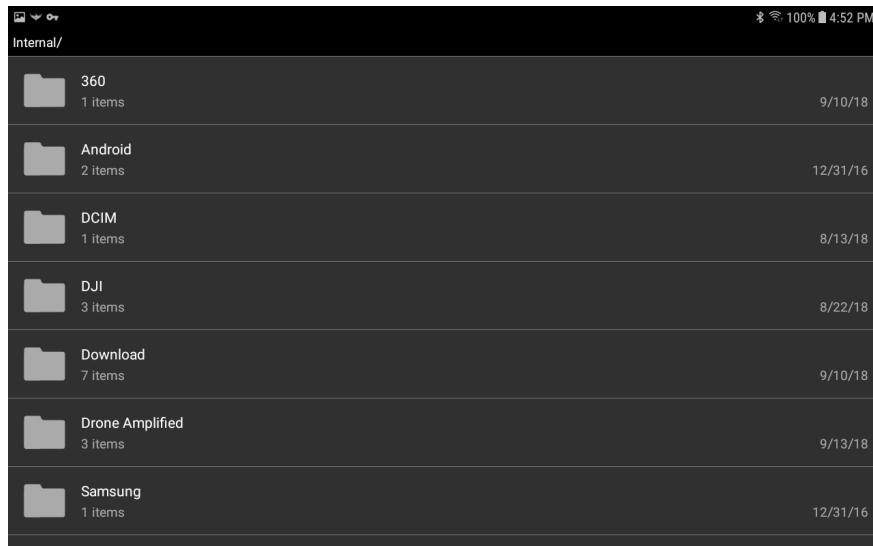 100% 4:52 PM
Internal/
360
1 items
9/10/18
Android
2 items
12/31/16
DCIM
1 items
8/13/18
DJI
3 items
8/22/18
Download
7 items
9/10/18
Drone Amplified
3 items
9/13/18
Samsung
1 items
12/31/16